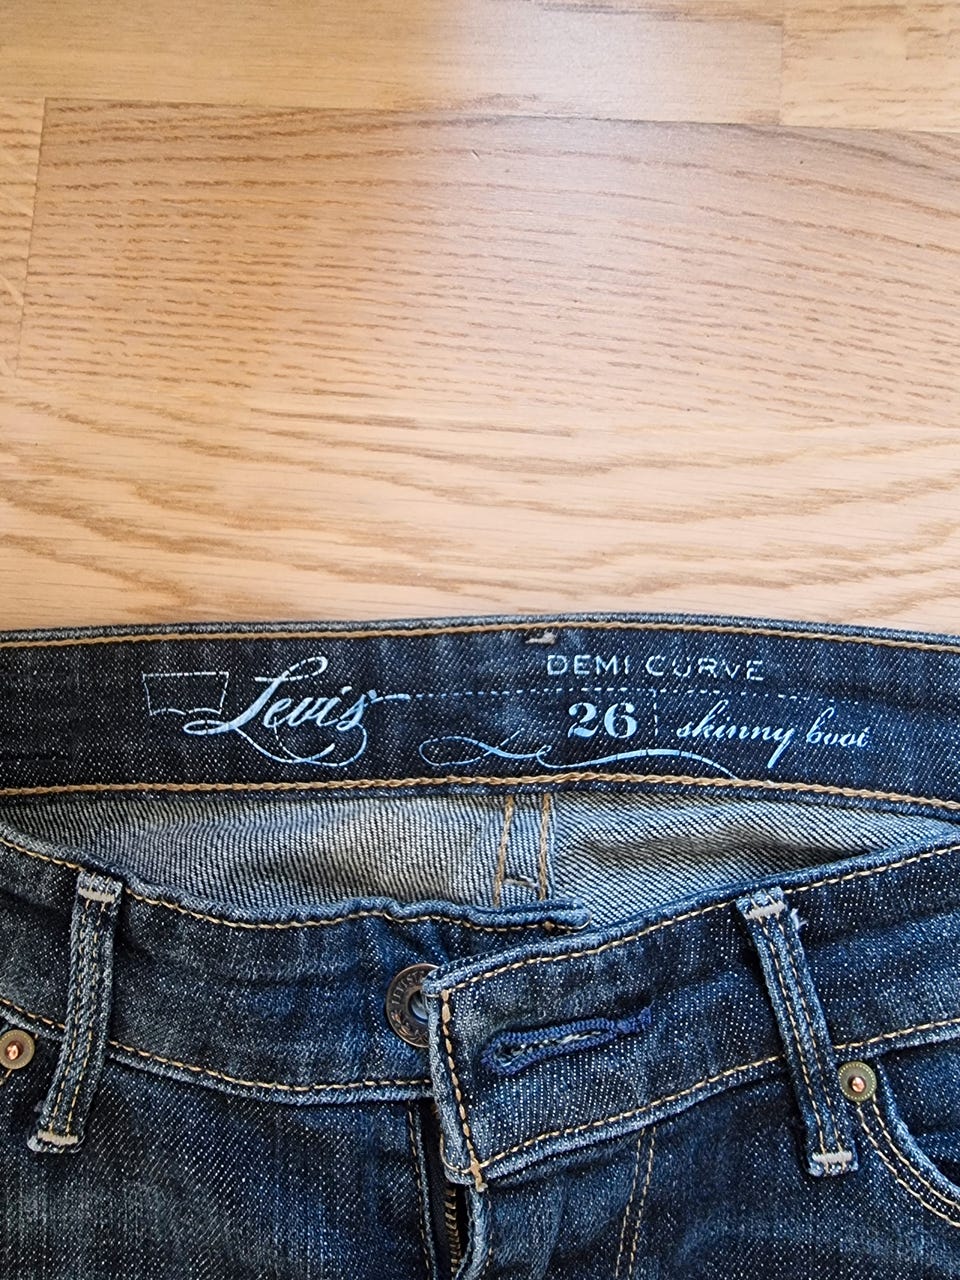 Levi's
DEMI CURVE
26 skinny boot